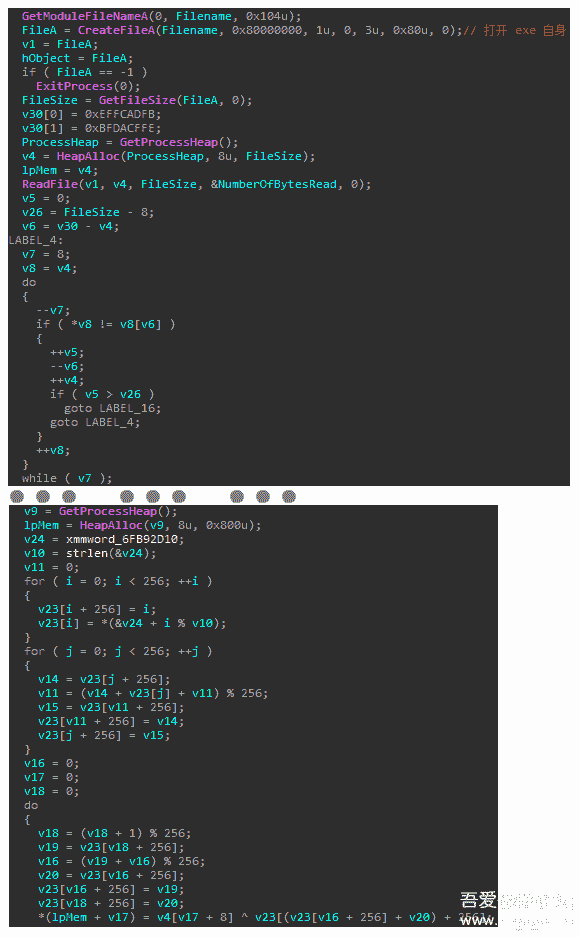 GetModuleFileNameA(0, Filename, 0x104u);
FileA = CreateFileA(Filename, 0x80000000, 1u, 0, 3u, 0x80u, 0);// 打开 exe 自身
v1 = FileA;
hObject = FileA;
if ( FileA == -1 )
ExitProcess(0);
FileSize = GetFileSize(FileA, 0);
v30[0] = 0xEFFCADFB;
v30[1] = 0xBFDACFFE;
ProcessHeap = GetProcessHeap();
v4 = HeapAlloc(ProcessHeap, 8u, FileSize);
lpMem = v4;
ReadFile(v1, v4, FileSize, &NumberOfBytesRead, 0);
v5 = 0;
v26 = FileSize - 8;
v6 = v30 - v4;
LABEL_4:
v7 = 8;
v8 = v4;
do
{
--v7;
if ( *v8 != v8[v6] )
{
++v5;
--v6;
++v4;
if ( v5 > v26 )
goto LABEL_16;
goto LABEL_4;
}
++v8;
}
while ( v7 );
v9 = GetProcessHeap();
lpMem = HeapAlloc(v9, 8u, 0x800u);
v24 = xmmword_6FB92D10;
v10 = strlen(&v24);
v11 = 0;
for ( i = 0; i < 256; ++i )
{
v23[i + 256] = i;
v23[i] = *(&v24 + i % v10);
}
for ( j = 0; j < 256; ++j )
{
v14 = v23[j + 256];
v11 = (v14 + v23[j] + v11) % 256;
v15 = v23[v11 + 256];
v23[v11 + 256] = v14;
v23[j + 256] = v15;
}
v16 = 0;
v17 = 0;
v18 = 0;
do
{
v18 = (v18 + 1) % 256;
v19 = v23[v18 + 256];
v16 = (v19 + v16) % 256;
v20 = v23[v16 + 256];
v23[v16 + 256] = v19;
v23[v18 + 256] = v20;
*(lpMem + v17) = v4[v17 + 8] ^ v23[(v23[v16 + 256] + v20) +
吾爱
www.